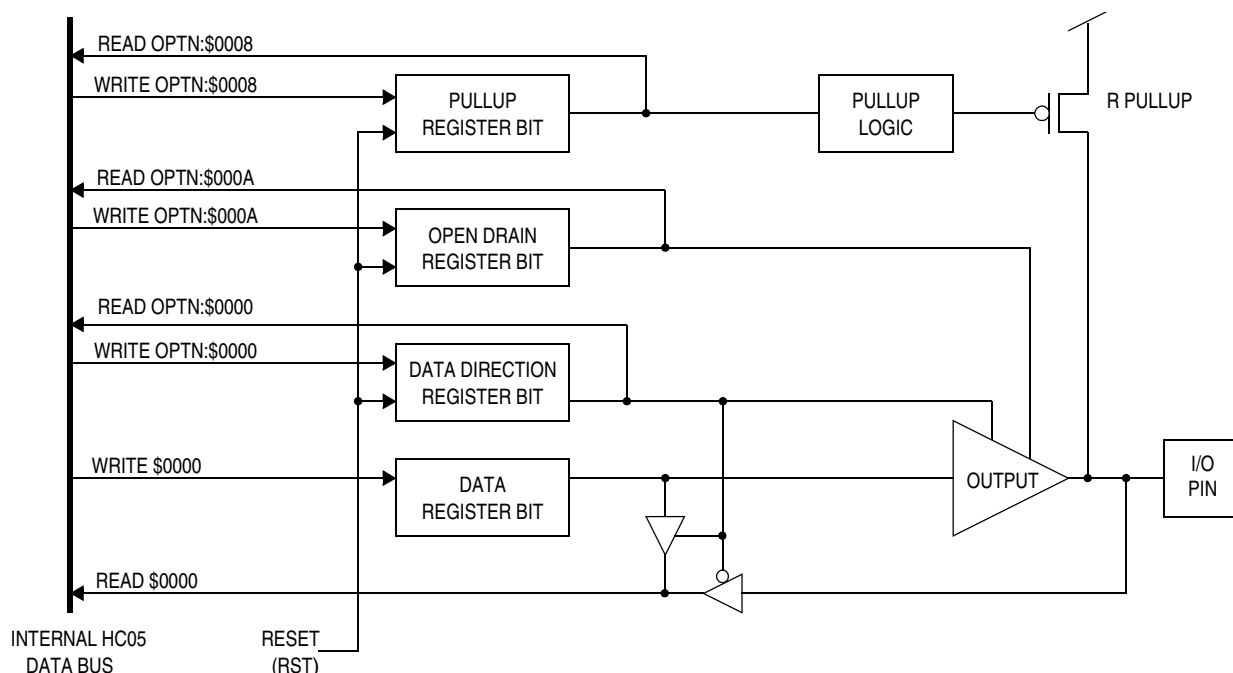 READ OPTN:$0008
WRITE OPTN:$0008
PULLUP
REGISTER BIT
PULLUP
LOGIC
R PULLUP
READ OPTN:$000A
WRITE OPTN:$000A
OPEN DRAIN
REGISTER BIT
READ OPTN:$0000
WRITE OPTN:$0000
DATA DIRECTION
REGISTER BIT
WRITE $0000
DATA
REGISTER BIT
OUTPUT
I/O
PIN
READ $0000
INTERNAL HC05
DATA BUS
RESET
(RST)